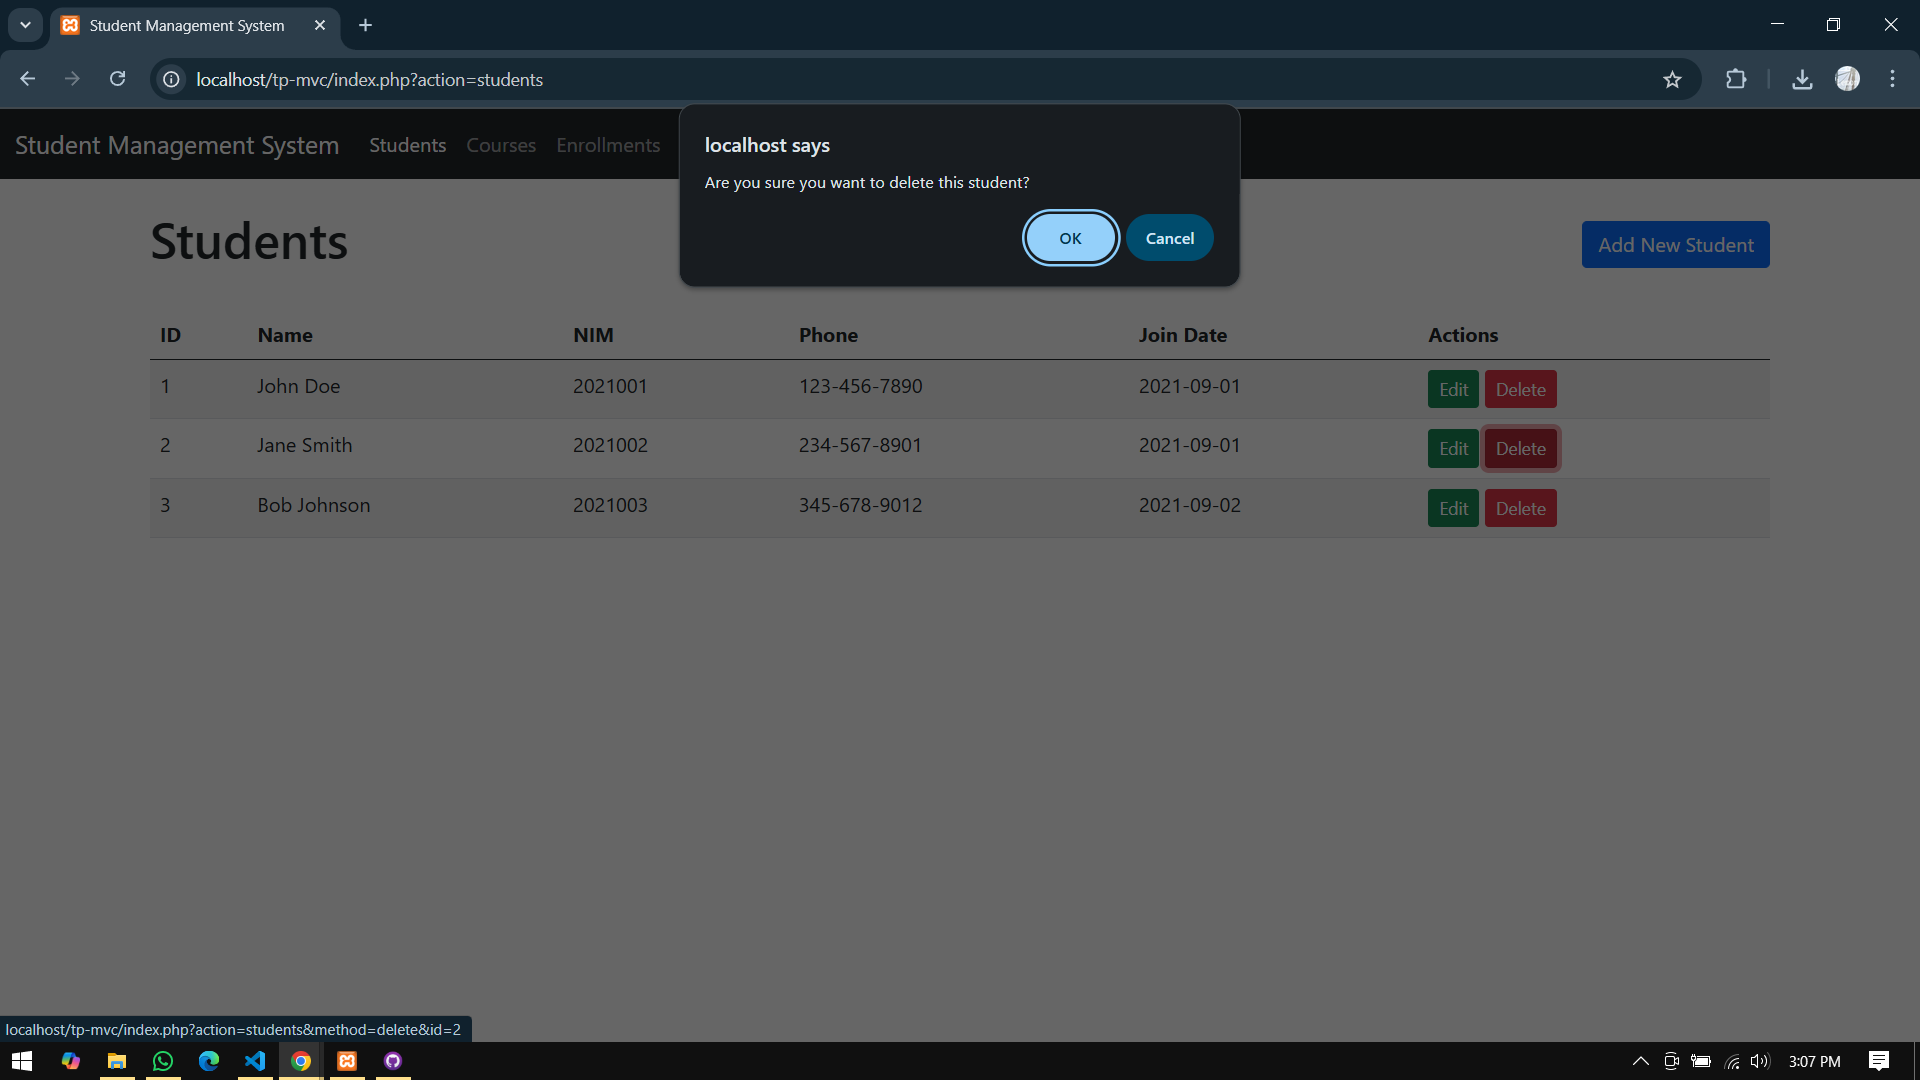 Student Management System
localhost/tp-mvc/index.php?action=students
Student Management System Students Courses Enrollments
localhost says
Are you sure you want to delete this student?
OK Cancel
Students Add New Student
ID Name NIM Phone Join Date Actions
1 John Doe 2021001 123-456-7890 2021-09-01 Edit Delete
2 Jane Smith 2021002 234-567-8901 2021-09-01 Edit Delete
3 Bob Johnson 2021003 345-678-9012 2021-09-02 Edit Delete
localhost/tp-mvc/index.php?action=students&method=delete&id=2
3:07 PM